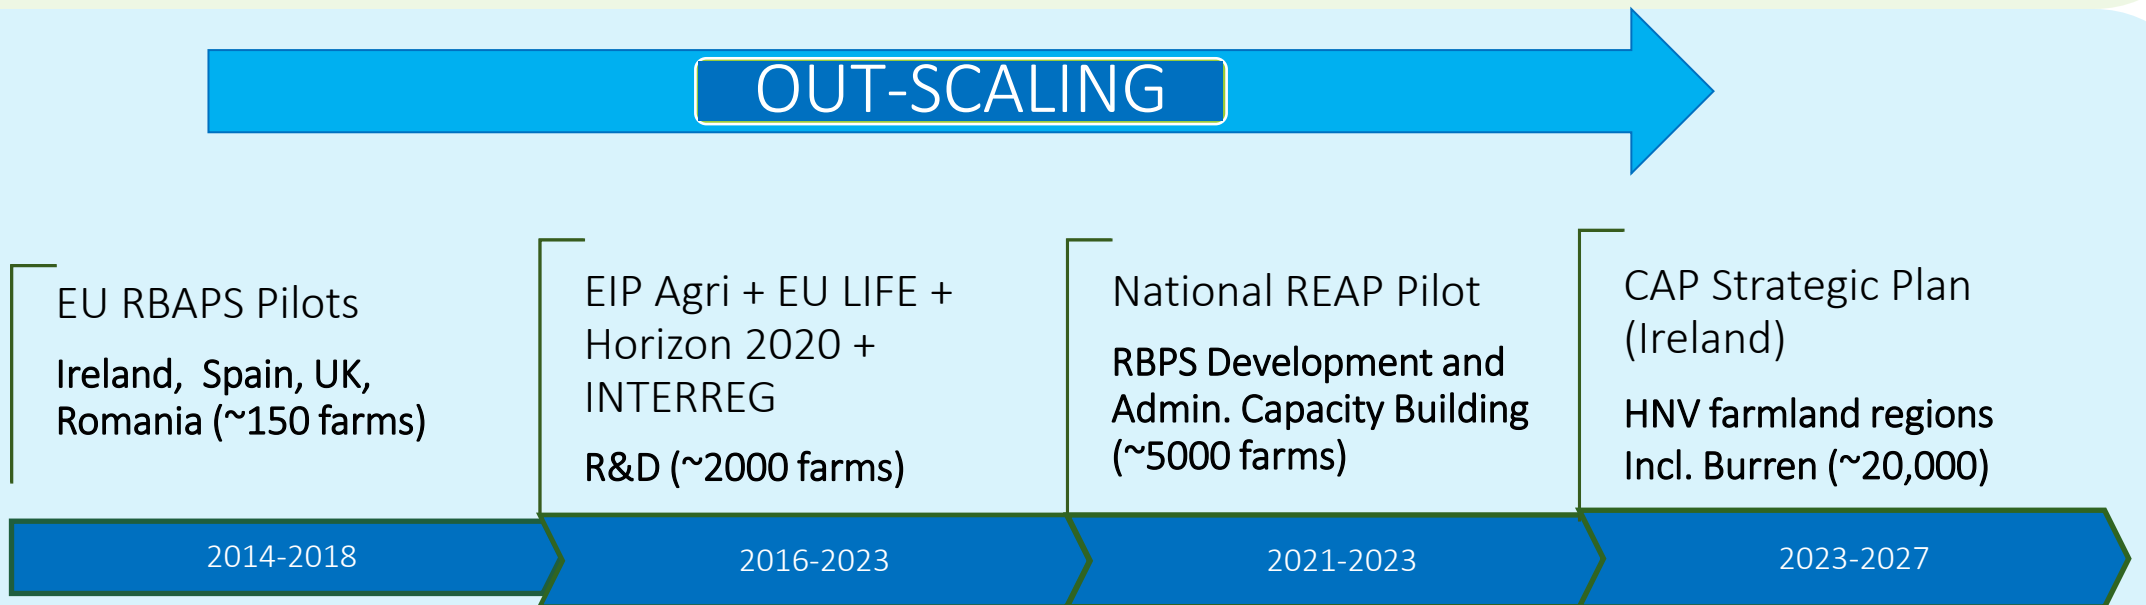 OUT-SCALING
EU RBAPS Pilots
Ireland, Spain, UK,
Romania (~150 farms)
2014-2018
EIP Agri + EU LIFE +
Horizon 2020 +
INTERREG
R&D (~2000 farms)
2016-2023
National REAP Pilot
RBPS Development and
Admin. Capacity Building
(~5000 farms)
2021-2023
CAP Strategic Plan
(Ireland)
HNV farmland regions
Incl. Burren (~20,000)
2023-2027